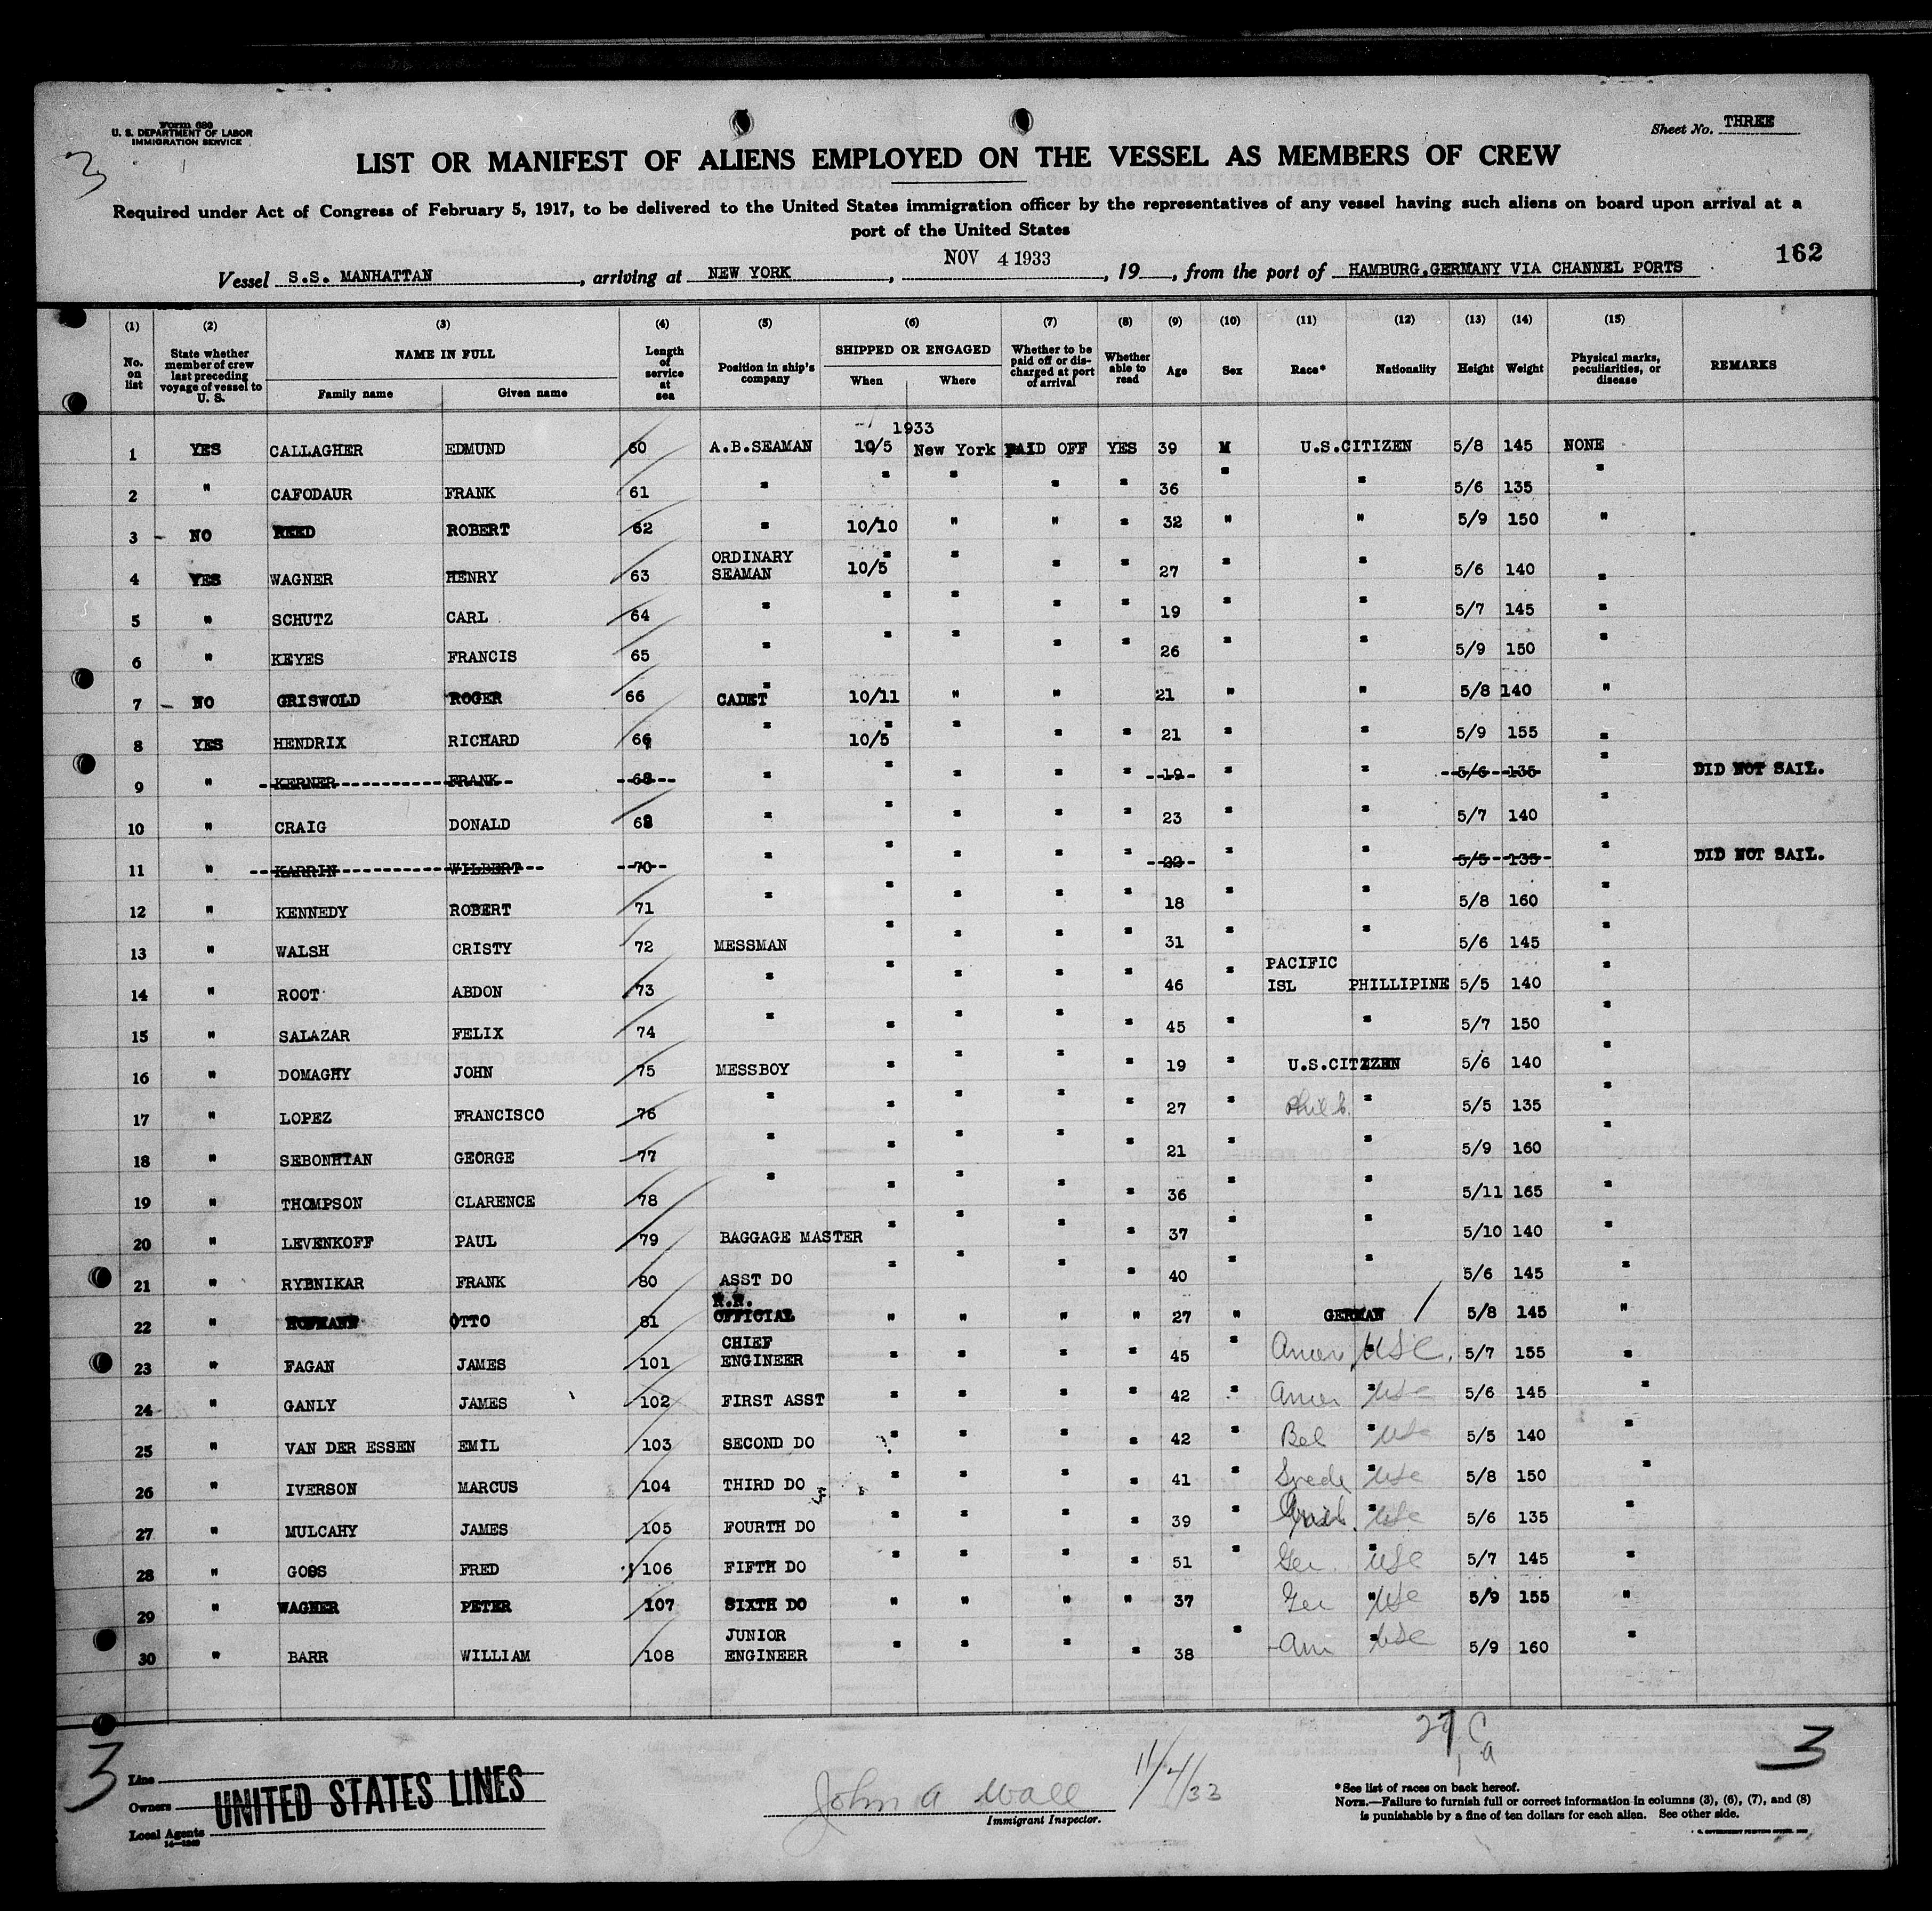 Form 680
U. S. DEPARTMENT OF LABOR
IMMIGRATION SERVICE
3
Sheet No. THREE
LIST OR MANIFEST OF ALIENS EMPLOYED ON THE VESSEL AS MEMBERS OF CREW
Required under Act of Congress of February 5, 1917, to be delivered to the United States immigration officer by the representatives of any vessel having such aliens on board upon arrival at a
port of the United States
162
Vessel S.S. MANHATTAN, arriving at NEW YORK, NOV 4 1933, 19, from the port of HAMBURG,GERMANY VIA CHANNEL PORTS
(1) (2) (3) (4) (5) (6) (7) (8) (9) (10) (11) (12) (13) (14) (15)
No. on list State whether member of crew last preceding voyage of vessel to U. S. NAME IN FULL Family name Given name Length of service at sea Position in ship's company SHIPPED OR ENGAGED When Where Whether to be paid off or discharged at port of arrival Whether able to read Age Sex Race* Nationality Height Weight Physical marks, peculiarities, or disease REMARKS
1933
1 YES CALLAGHER EDMUND 60 A.B.SEAMAN 10/5 New York PAID OFF YES 39 M U.S.CITIZEN 5/8 145 NONE
2 " CAFODAUR FRANK 61 " " " " " 36 " " 5/6 135 "
3 NO REED ROBERT 62 " 10/10 " " " 32 " " 5/9 150 "
4 YES WAGNER HENRY 63 ORDINARY SEAMAN " 10/5 " " " 27 " " 5/6 140 "
5 " SCHUTZ CARL 64 " " " " " 19 " " 5/7 145 "
6 " KEYES FRANCIS 65 " " " " " 26 " " 5/9 150 "
7 NO GRISWOLD ROGER 66 " CADET 10/11 " " 21 " " 5/8 140 "
8 YES HENDRIX RICHARD 66 " " 10/5 " " " 21 " " 5/9 155 "
9 " KERNER FRANK 68 " " " " " 19 " " 5/6 135 " DID NOT SAIL.
10 " CRAIG DONALD 68 " " " " " 23 " " 5/7 140 "
11 " KARRIN WILBERT 70 " " " " " 22 " " 5/5 135 " DID NOT SAIL.
12 " KENNEDY ROBERT 71 " " " " " 18 " " 5/8 160 "
13 " WALSH CRISTY 72 MESSMAN " " " " 31 " " 5/6 145 "
14 " ROOT ABDON 73 " " " " " 46 " PACIFIC ISL PHILLIPINE 5/5 140 "
15 " SALAZAR FELIX 74 " " " " " 45 " " 5/7 150 "
16 " DOMAGHY JOHN 75 MESSBOY " " " " 19 " U.S.CITIZEN 5/6 140 "
17 " LOPEZ FRANCISCO 76 " " " " " 27 " " 5/5 135 "
18 " SEBONHIAN GEORGE 77 " " " " " 21 " " 5/9 160 "
19 " THOMPSON CLARENCE 78 " " " " " 36 " " 5/11 165 "
20 " LEVENKOFF PAUL 79 BAGGAGE MASTER " " " " 37 " " 5/10 140 "
21 " RYBNIKAR FRANK 80 ASST DO " " " " 40 " " 5/6 145 "
22 " HOFMANN OTTO 81 R.R. OFFICIAL " " " " 27 " GERMAN 5/8 145 "
23 " FAGAN JAMES 101 CHIEF ENGINEER " " " " 45 " Amer USC. 5/7 155 "
24 " GANLY JAMES 102 FIRST ASST " " " " 42 " Amer " USC 5/6 145 "
25 " VAN DER ESSEN EMIL 103 SECOND DO " " " " 42 " Bel " USC 5/5 140 "
26 " IVERSON MARCUS 104 THIRD DO " " " " 41 " Swede " USC 5/8 150 "
27 " MULCAHY JAMES 105 FOURTH DO " " " " 39 " " USC 5/6 135 "
28 " GOSS FRED 106 FIFTH DO " " " " 51 " Ger. " USC 5/7 145 "
29 " WAGNER PETER 107 SIXTH DO " " " " 37 Ger " USC 5/9 155 "
30 " BARR WILLIAM 108 JUNIOR ENGINEER " " " " 38 " Am " USC 5/9 160 "
3
3
Line
Owners UNITED STATES LINES
Local Agents
John A Wall 11/4/33
Immigrant Inspector.
*See list of races on back hereof.
NOTE.—Failure to furnish full or correct information in columns (3), (6), (7), and (8)
is punishable by a fine of ten dollars for each alien. See other side.